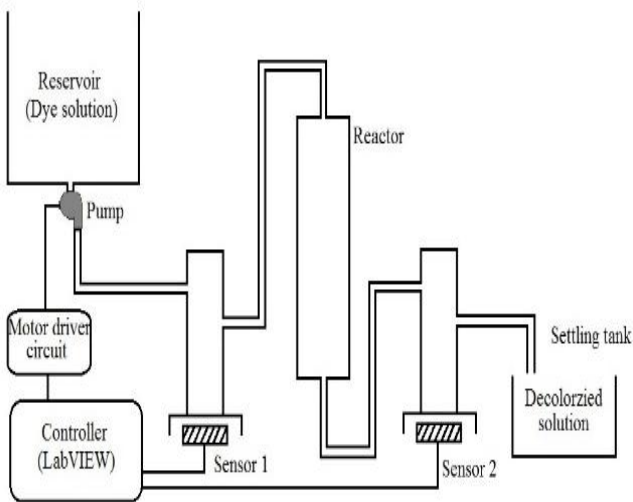 Reservoir
(Dye solution)
Pump
Reactor
Motor driver
circuit
Controller
(LabVIEW)
Sensor 1
Sensor 2
Settling tank
Decolorzied
solution